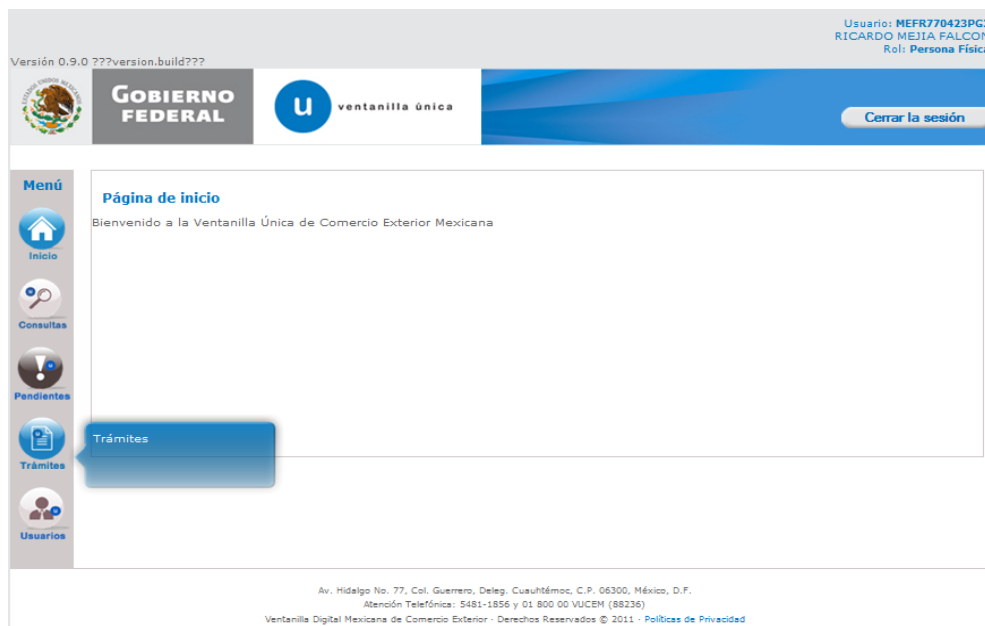 Usuario: MEFR770423PG
RICARDO MEJIA FALCON
Rol: Persona Física
Versión 0.9.0 ???version.build???
GOBIERNO
FEDERAL
u ventanilla única
Cerrar la sesión
Menú
Página de inicio
Bienvenido a la Ventanilla Única de Comercio Exterior Mexicana
Inicio
Consultas
Pendientes
Trámites
Trámites
Usuarios
Av. Hidalgo No. 77, Col. Guerrero, Deleg. Cuauhtémoc, C.P. 06300, México, D.F.
Atención Telefónica: 5481-1856 y 01 800 00 VUCEM (88236)
Ventanilla Digital Mexicana de Comercio Exterior - Derechos Reservados © 2011 - Políticas de Privacidad